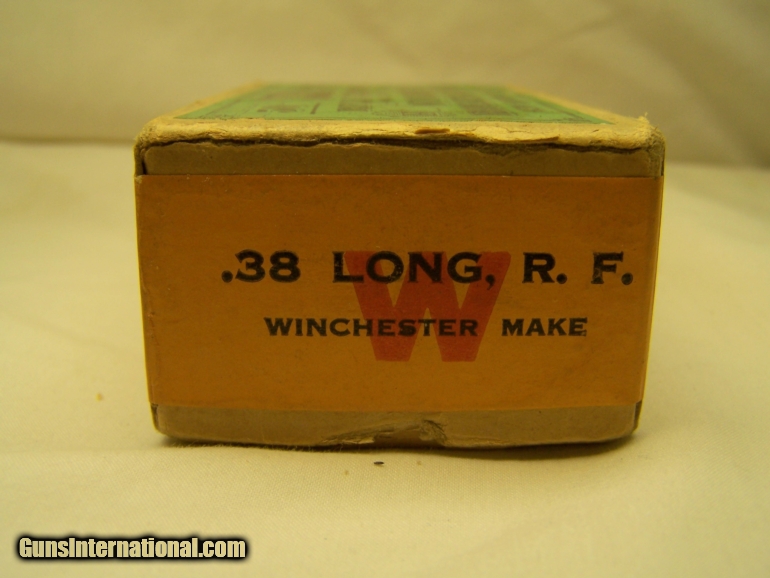 .38 LONG, R. F.
W
WINCHESTER MAKE
GunsInternational.com